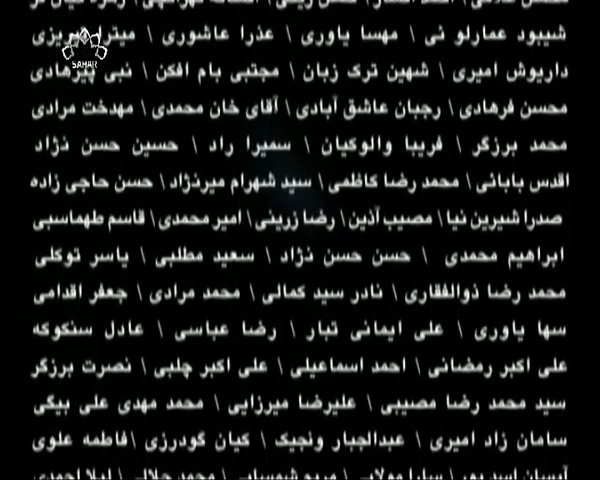 شیبود عمارلو ئی \ مهسا یاوری \ عذرا عاشوری \ میترا تبریزی
SAHAR
داریوش امیری \ شهین ترک زبان \ مجتبی بام افکن \ نبی پیرهادی
محسن فرهادی \ رجبان عاشق آبادی \ آقای خان محمدی \ مهدخت مرادی
محمد برزگر \ فریبا والوکیان \ سمیرا راد \ حسین حسن نژاد
اقدس بابائی \ محمد رضا کاظمی \ سید شهرام میرنژاد \ حسن حاجی زاده
صدرا شیرین نیا \ مصیب آذین \ رضا زرینی \ امیر محمدی \ قاسم طهماسبی
ابراهیم محمدی \ حسن حسن نژاد \ سعید مطلبی \ یاسر توکلی
محمد رضا ذوالفقاری \ نادر سید کمالی \ محمد مرادی \ جعفر اقدامی
سها یاوری \ علی ایمانی تبار \ رضا عباسی \ عادل سنگوکه
علی اکبر رمضانی \ احمد اسماعیلی \ علی اکبر چلبی \ نصرت برزگر
سید محمد رضا مصیبی \ علیرضا میرزایی \ محمد مهدی علی بیگی
سامان زاد امیری \ عبدالجبار ونجیک \ کیان گودرزی \ فاطمه علوی